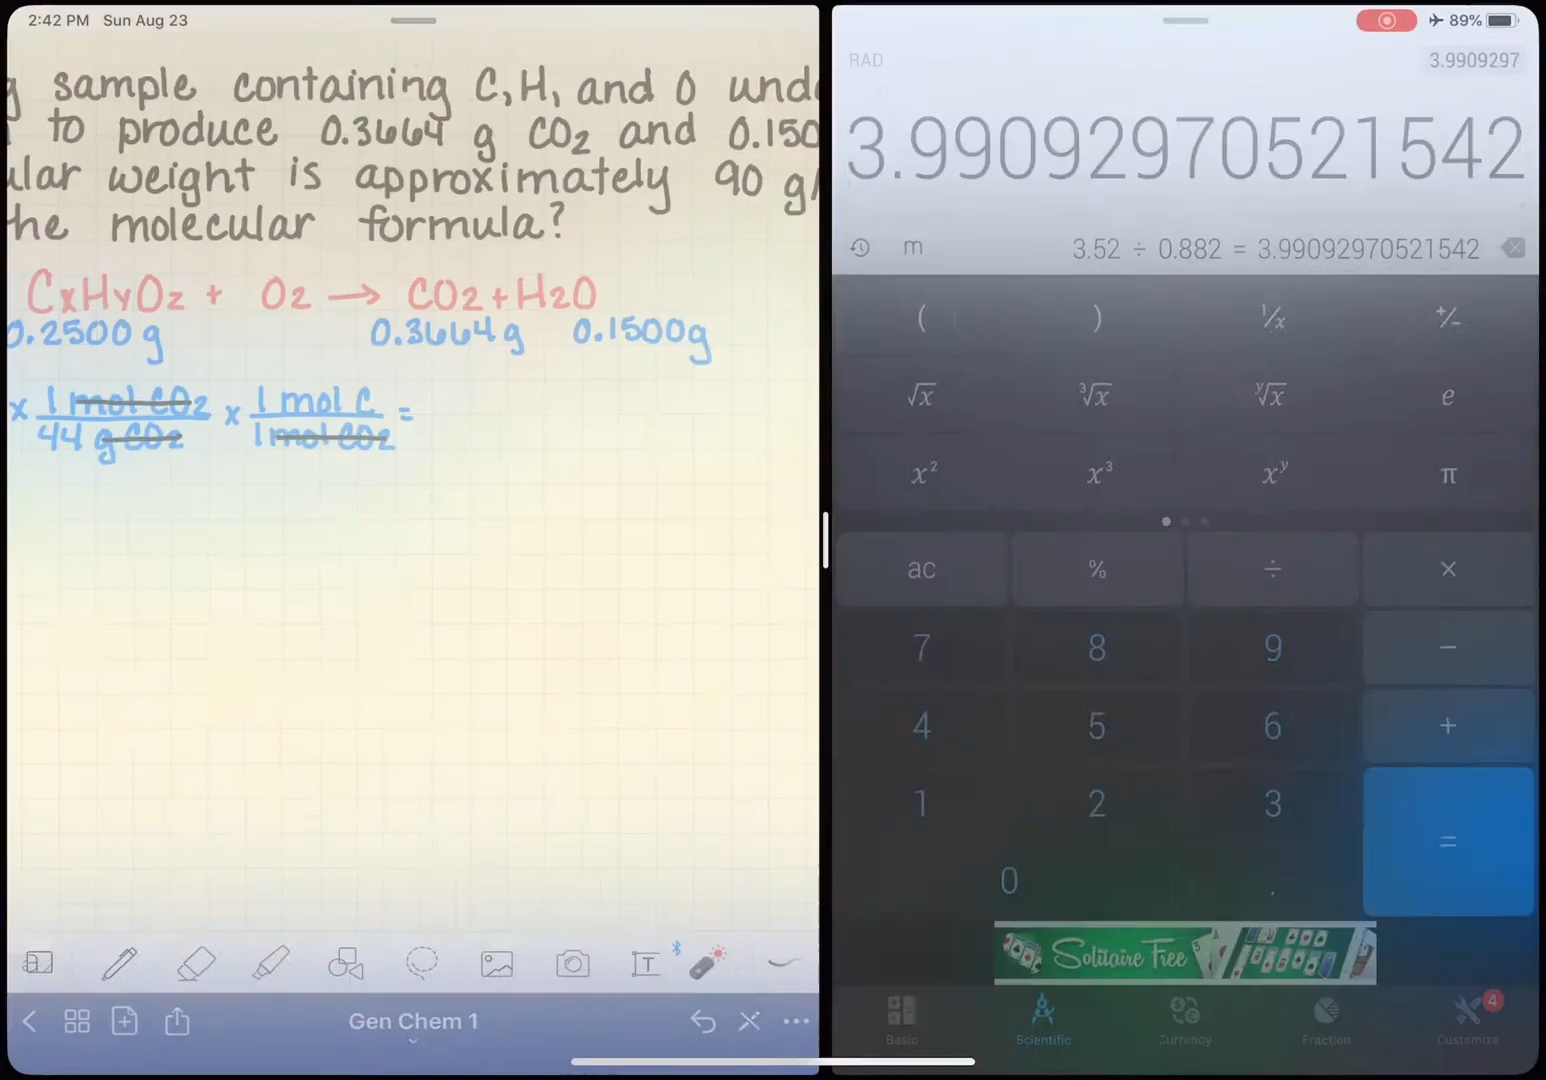 2:42 PM Sun Aug 23
g sample containing C, H, and O und
to produce 0.3664 g CO2 and 0.150
ular weight is approximately 90 g/
the molecular formula?
CxHyOz + O2 → CO2 + H2O
0.2500 g 0.3664 g 0.1500g
x 1 mol CO2 x 1 mol C =
44 g CO2 1 mol CO2
T
Gen Chem 1
89%
RAD
3.9909297
3.99092970521542
m 3.52 ÷ 0.882 = 3.99092970521542
( ) 1/x +/-
√x ³√x ʸ√x e
x² x³ xʸ π
ac % ÷ ×
7 8 9 −
4 5 6 +
1 2 3 =
0 .
Solitaire Free
4
Basic Scientific Currency Fraction Customize